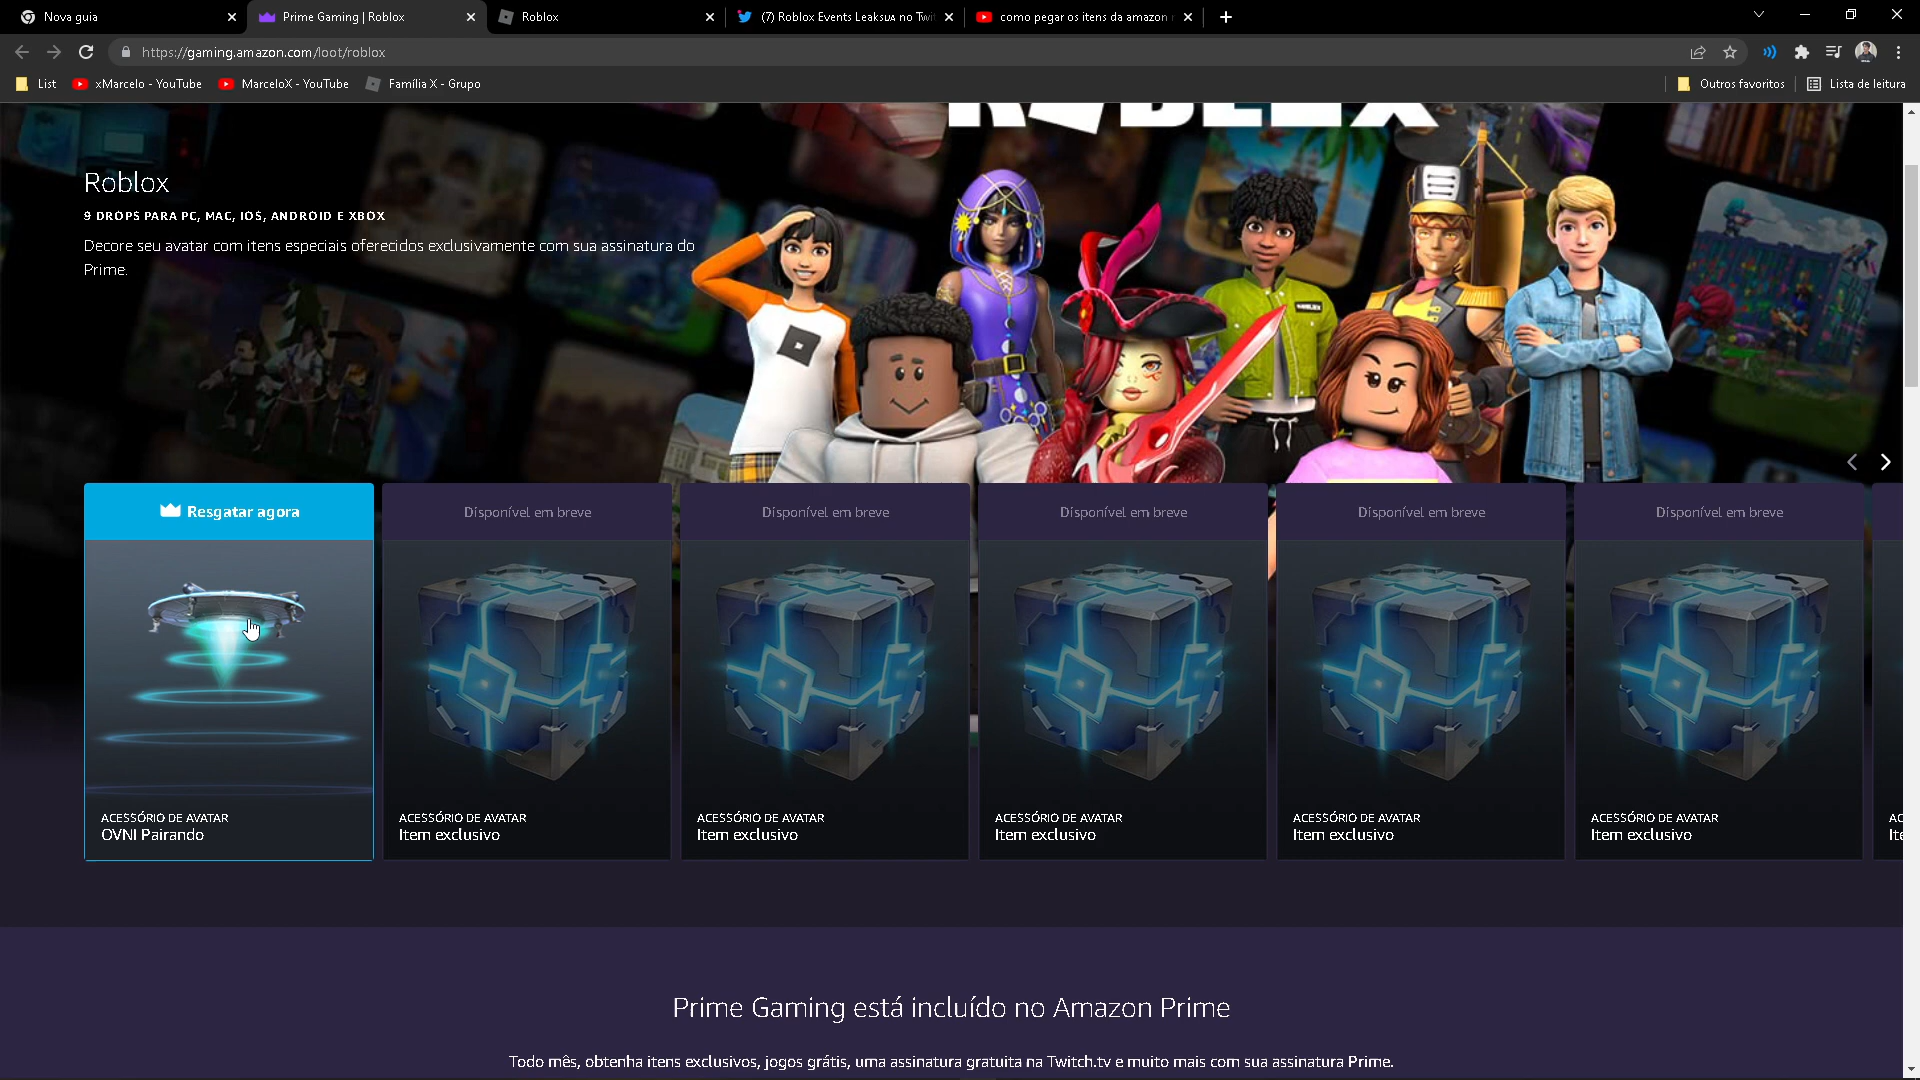 Nova guia
Prime Gaming | Roblox
Roblox
(7) Roblox Events Leaksua no Twi
como pegar os itens da amazon
https://gaming.amazon.com/loot/roblox
List
xMarcelo - YouTube
MarceloX - YouTube
Família X - Grupo
Outros favoritos
Lista de leitura
ROBLOX
Roblox
9 DROPS PARA PC, MAC, IOS, ANDROID E XBOX
Decore seu avatar com itens especiais oferecidos exclusivamente com sua assinatura do
Prime.
Resgatar agora
Disponível em breve
Disponível em breve
Disponível em breve
Disponível em breve
Disponível em breve
ACESSÓRIO DE AVATAR
OVNI Pairando
ACESSÓRIO DE AVATAR
Item exclusivo
ACESSÓRIO DE AVATAR
Item exclusivo
ACESSÓRIO DE AVATAR
Item exclusivo
ACESSÓRIO DE AVATAR
Item exclusivo
ACESSÓRIO DE AVATAR
Item exclusivo
AC
Ite
Prime Gaming está incluído no Amazon Prime
Todo mês, obtenha itens exclusivos, jogos grátis, uma assinatura gratuita na Twitch.tv e muito mais com sua assinatura Prime.